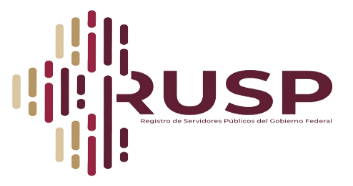 RUSP
Registro de Servidores Públicos del Gobierno Federal